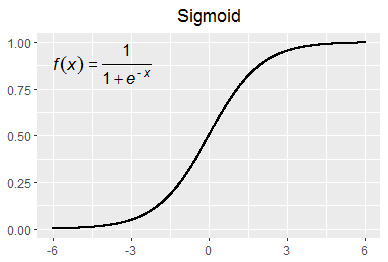 Sigmoid
f(x) = 1 / (1 + e^-x)
1.00
0.75
0.50
0.25
0.00
-6 -3 0 3 6